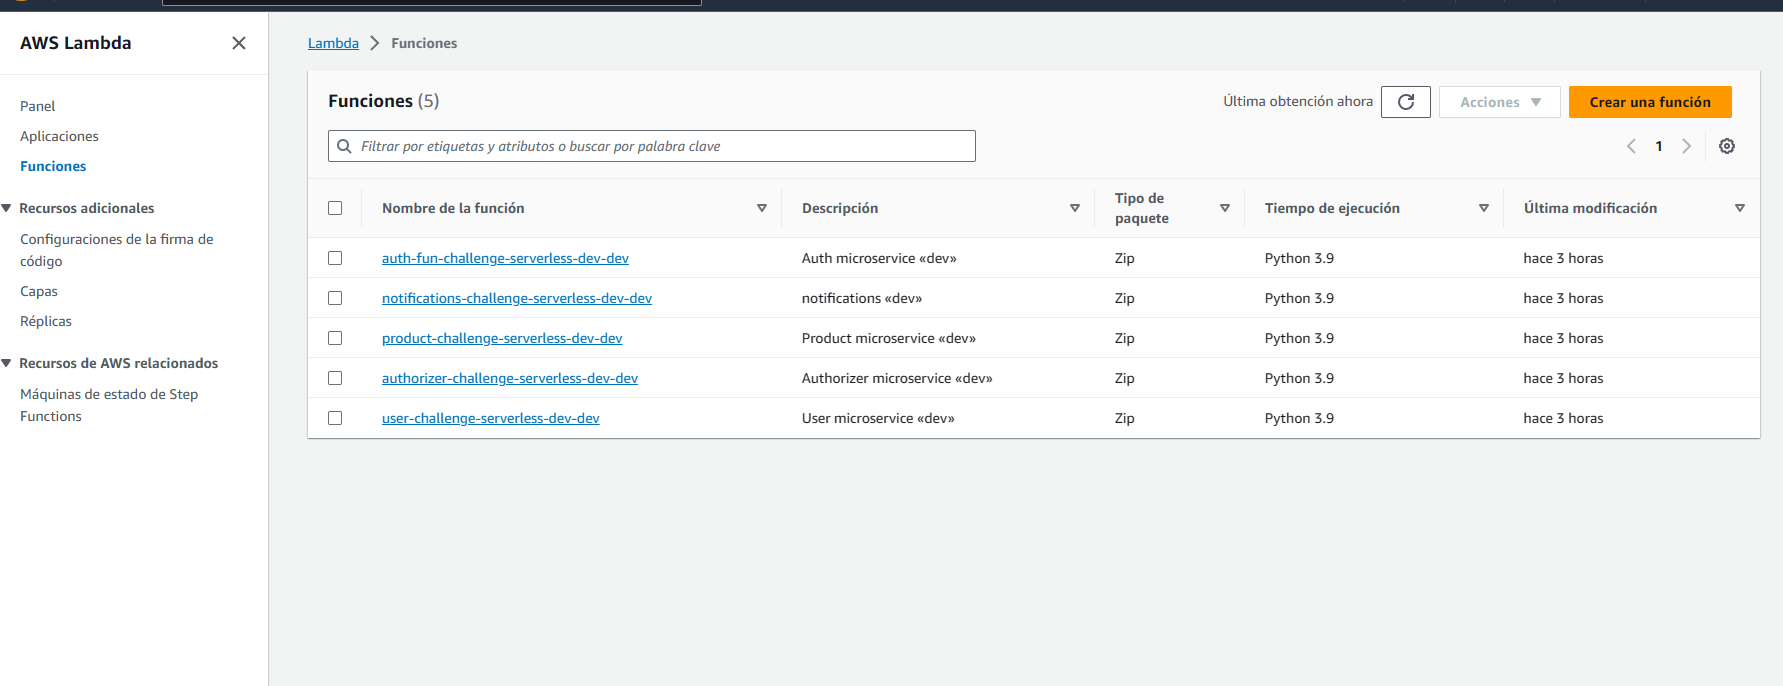 AWS Lambda
Panel
Aplicaciones
Funciones
Recursos adicionales
Configuraciones de la firma de
código
Capas
Réplicas
Recursos de AWS relacionados
Máquinas de estado de Step
Functions
Lambda > Funciones
Funciones (5)
Última obtención ahora
Acciones
Crear una función
Filtrar por etiquetas y atributos o buscar por palabra clave
1
Nombre de la función Descripción Tipo de paquete Tiempo de ejecución Última modificación
auth-fun-challenge-serverless-dev-dev Auth microservice «dev» Zip Python 3.9 hace 3 horas
notifications-challenge-serverless-dev-dev notifications «dev» Zip Python 3.9 hace 3 horas
product-challenge-serverless-dev-dev Product microservice «dev» Zip Python 3.9 hace 3 horas
authorizer-challenge-serverless-dev-dev Authorizer microservice «dev» Zip Python 3.9 hace 3 horas
user-challenge-serverless-dev-dev User microservice «dev» Zip Python 3.9 hace 3 horas